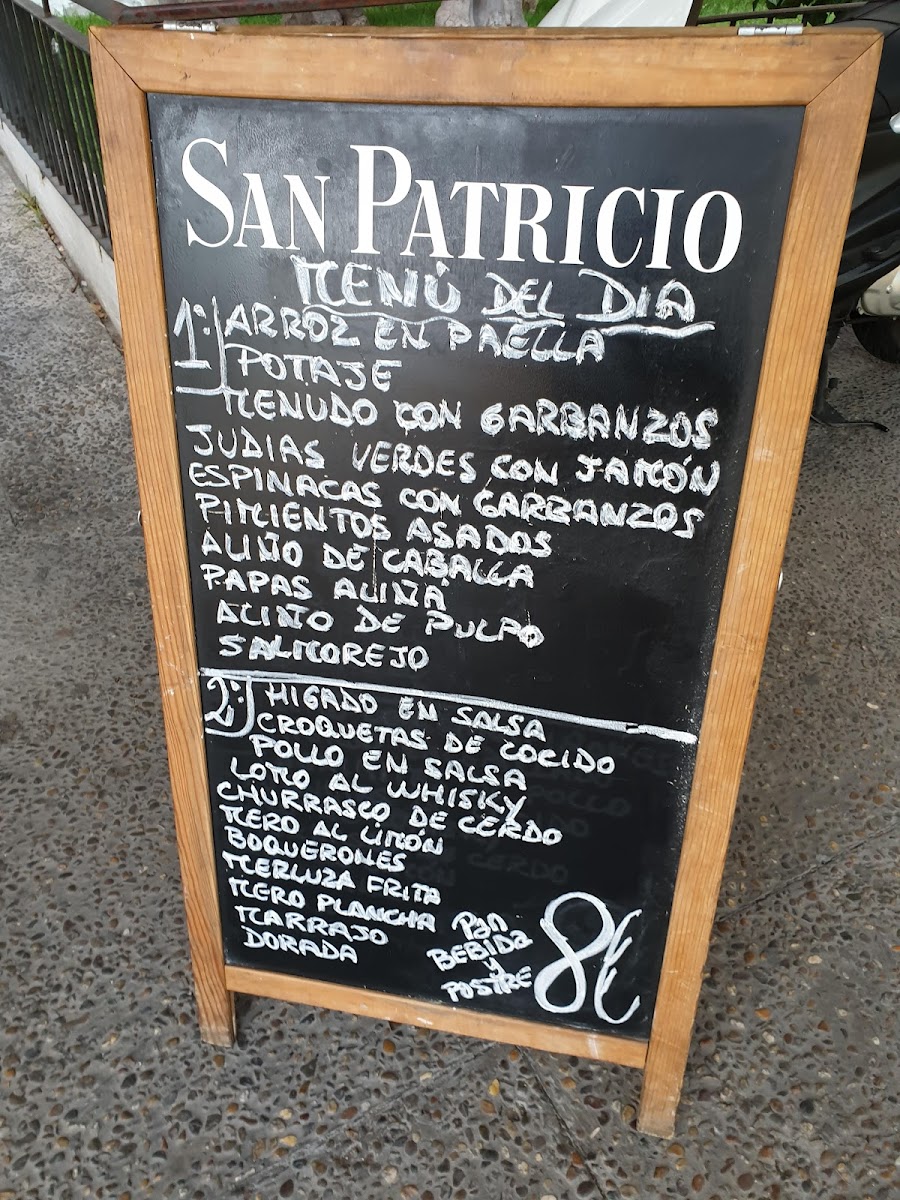 SAN PATRICIO
MENÚ DEL DIA
1º ARROZ EN PAELLA
POTAJE
MENUDO CON GARBANZOS
JUDIAS VERDES CON JAMÓN
ESPINACAS CON GARBANZOS
PIMIENTOS ASADOS
ALIÑO DE CABALLA
PAPAS ALIÑÁ
ALIÑO DE PULPO
SALMOREJO
2º HIGADO EN SALSA
CROQUETAS DE COCIDO
POLLO EN SALSA
LOMO AL WHISKY
CHURRASCO DE CERDO
MERO AL LIMÓN
BOQUERONES
MERLUZA FRITA
MERO PLANCHA
MARRAJO
DORADA
Pan
BEBIDa
y
POSTRE
8€